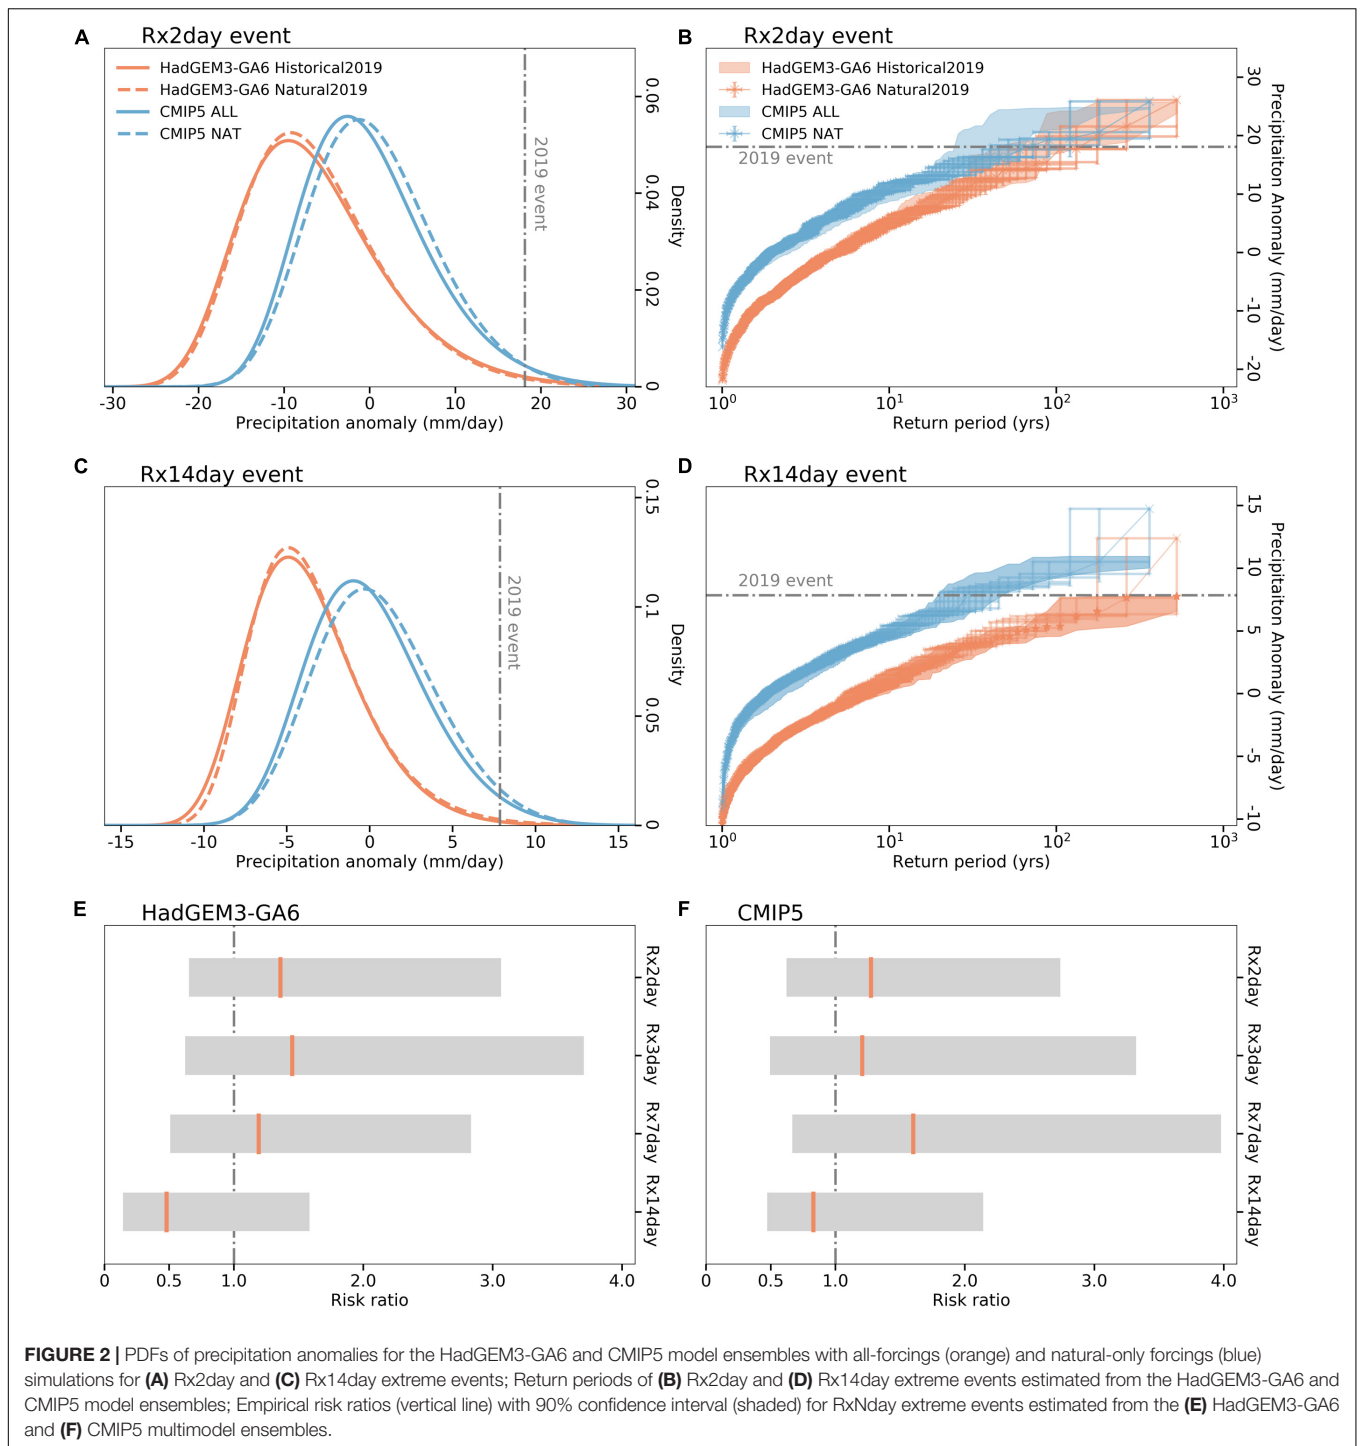 A Rx2day event
HadGEM3-GA6 Historical2019
HadGEM3-GA6 Natural2019
CMIP5 ALL
CMIP5 NAT
2019 event
0 0.02 0.04 0.06
Density
-30 -20 -10 0 10 20 30
Precipitation anomaly (mm/day)
B Rx2day event
HadGEM3-GA6 Historical2019
HadGEM3-GA6 Natural2019
CMIP5 ALL
CMIP5 NAT
2019 event
-20 -10 0 10 20 30
Precipitaiton Anomaly (mm/day)
10⁰ 10¹ 10² 10³
Return period (yrs)
C Rx14day event
2019 event
0 0.05 0.1 0.15
Density
-15 -10 -5 0 5 10 15
Precipitation anomaly (mm/day)
D Rx14day event
2019 event
-10 -5 0 5 10 15
Precipitaiton Anomaly (mm/day)
10⁰ 10¹ 10² 10³
Return period (yrs)
E HadGEM3-GA6
Rx2day
Rx3day
Rx7day
Rx14day
0 0.5 1.0 2.0 3.0 4.0
Risk ratio
F CMIP5
Rx2day
Rx3day
Rx7day
Rx14day
0 0.5 1.0 2.0 3.0 4.0
Risk ratio
FIGURE 2 | PDFs of precipitation anomalies for the HadGEM3-GA6 and CMIP5 model ensembles with all-forcings (orange) and natural-only forcings (blue)
simulations for (A) Rx2day and (C) Rx14day extreme events; Return periods of (B) Rx2day and (D) Rx14day extreme events estimated from the HadGEM3-GA6 and
CMIP5 model ensembles; Empirical risk ratios (vertical line) with 90% confidence interval (shaded) for RxNday extreme events estimated from the (E) HadGEM3-GA6
and (F) CMIP5 multimodel ensembles.